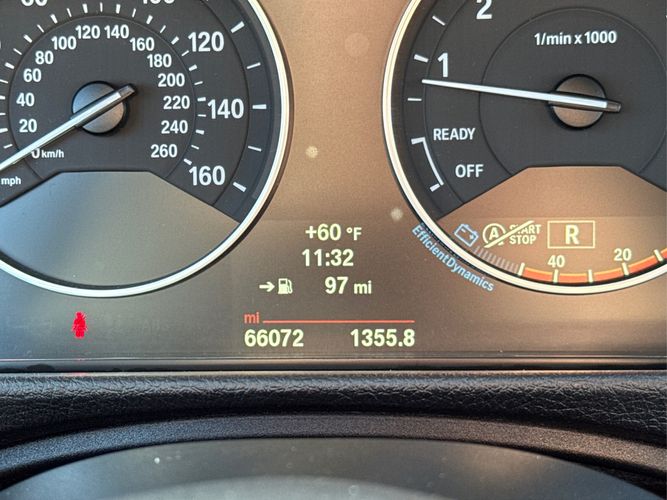 80
120
140
160
mph
0 km/h
20
40
60
80
100
120
140
160
180
200
220
240
260
1
2
1/min x 1000
READY
OFF
+60 °F
11:32
97 mi
mi
66072 1355.8
A START
STOP
R
40 20
EfficientDynamics